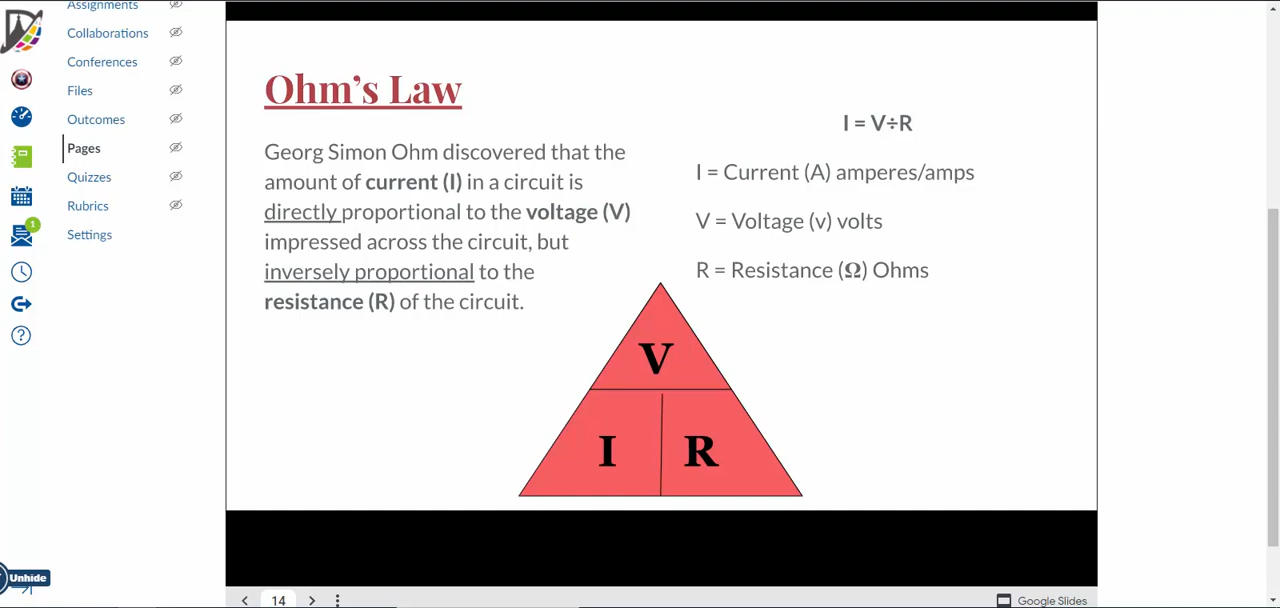 Assignments
Collaborations
Conferences
Files
Outcomes
Pages
Quizzes
Rubrics
Settings
1
Unhide
Ohm's Law
Georg Simon Ohm discovered that the
amount of current (I) in a circuit is
directly proportional to the voltage (V)
impressed across the circuit, but
inversely proportional to the
resistance (R) of the circuit.
I = V÷R
I = Current (A) amperes/amps
V = Voltage (v) volts
R = Resistance (Ω) Ohms
V
I R
14
Google Slides